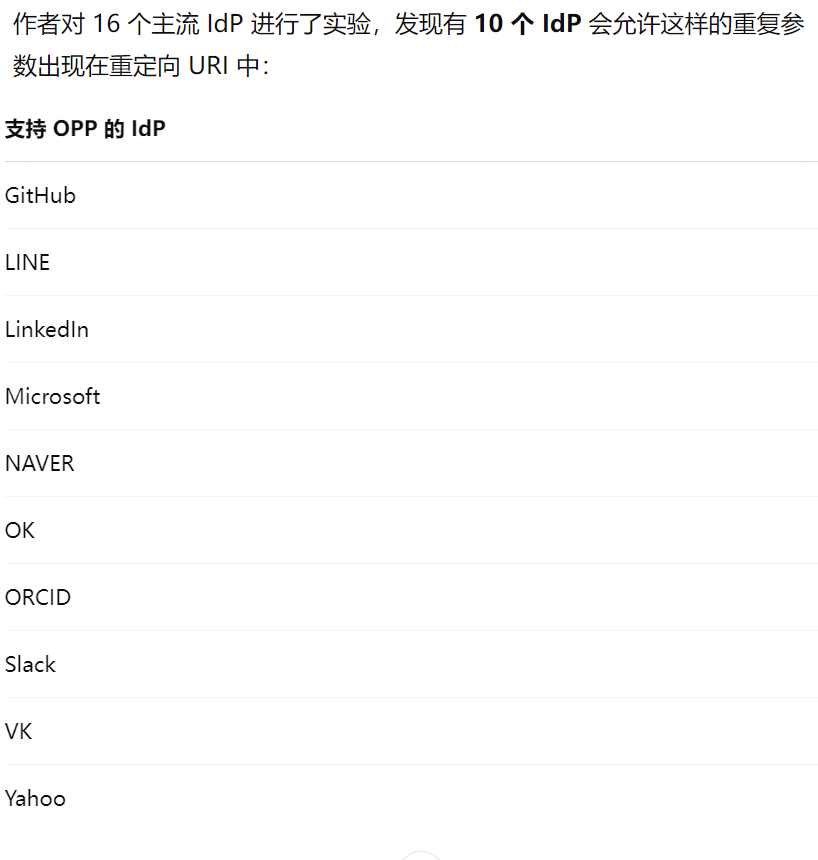 作者对 16 个主流 IdP 进行了实验，发现有 10 个 IdP 会允许这样的重复参
数出现在重定向 URI 中：
支持 OPP 的 IdP
GitHub
LINE
LinkedIn
Microsoft
NAVER
OK
ORCID
Slack
VK
Yahoo